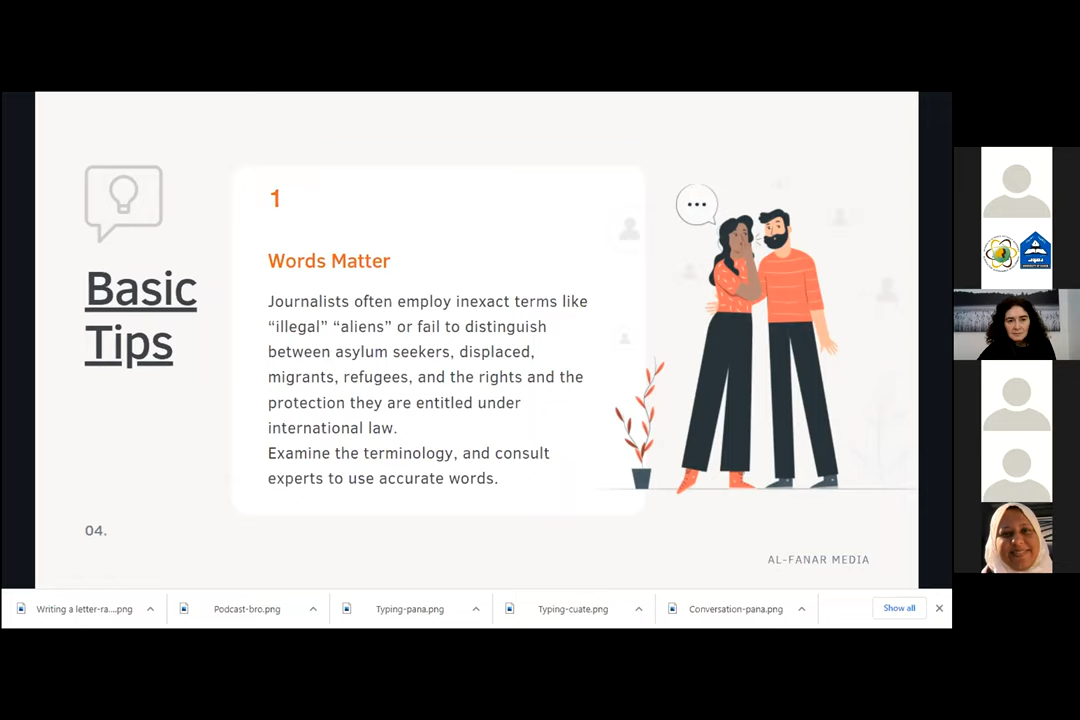 Basic
Tips
1
Words Matter
Journalists often employ inexact terms like
“illegal” “aliens” or fail to distinguish
between asylum seekers, displaced,
migrants, refugees, and the rights and the
protection they are entitled under
international law.
Examine the terminology, and consult
experts to use accurate words.
04.
AL-FANAR MEDIA
Writing a letter-ra....png
Podcast-bro.png
Typing-pana.png
Typing-cuate.png
Conversation-pana.png
Show all